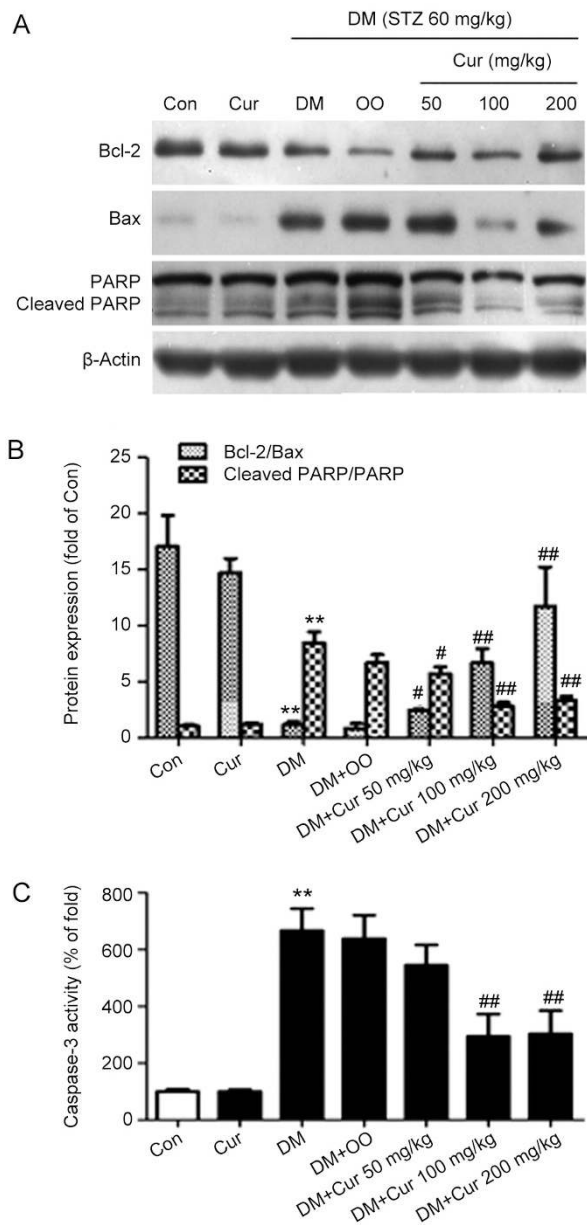 A
DM (STZ 60 mg/kg)
Cur (mg/kg)
Con Cur DM OO 50 100 200
Bcl-2
Bax
PARP
Cleaved PARP
β-Actin
B
Bcl-2/Bax
Cleaved PARP/PARP
Protein expression (fold of Con)
25
20
15
10
5
0
**
**
#
#
##
##
##
##
Con
Cur
DM
DM+OO
DM+Cur 50 mg/kg
DM+Cur 100 mg/kg
DM+Cur 200 mg/kg
C
Caspase-3 activity (% of fold)
800
600
400
200
0
**
##
##
Con
Cur
DM
DM+OO
DM+Cur 50 mg/kg
DM+Cur 100 mg/kg
DM+Cur 200 mg/kg